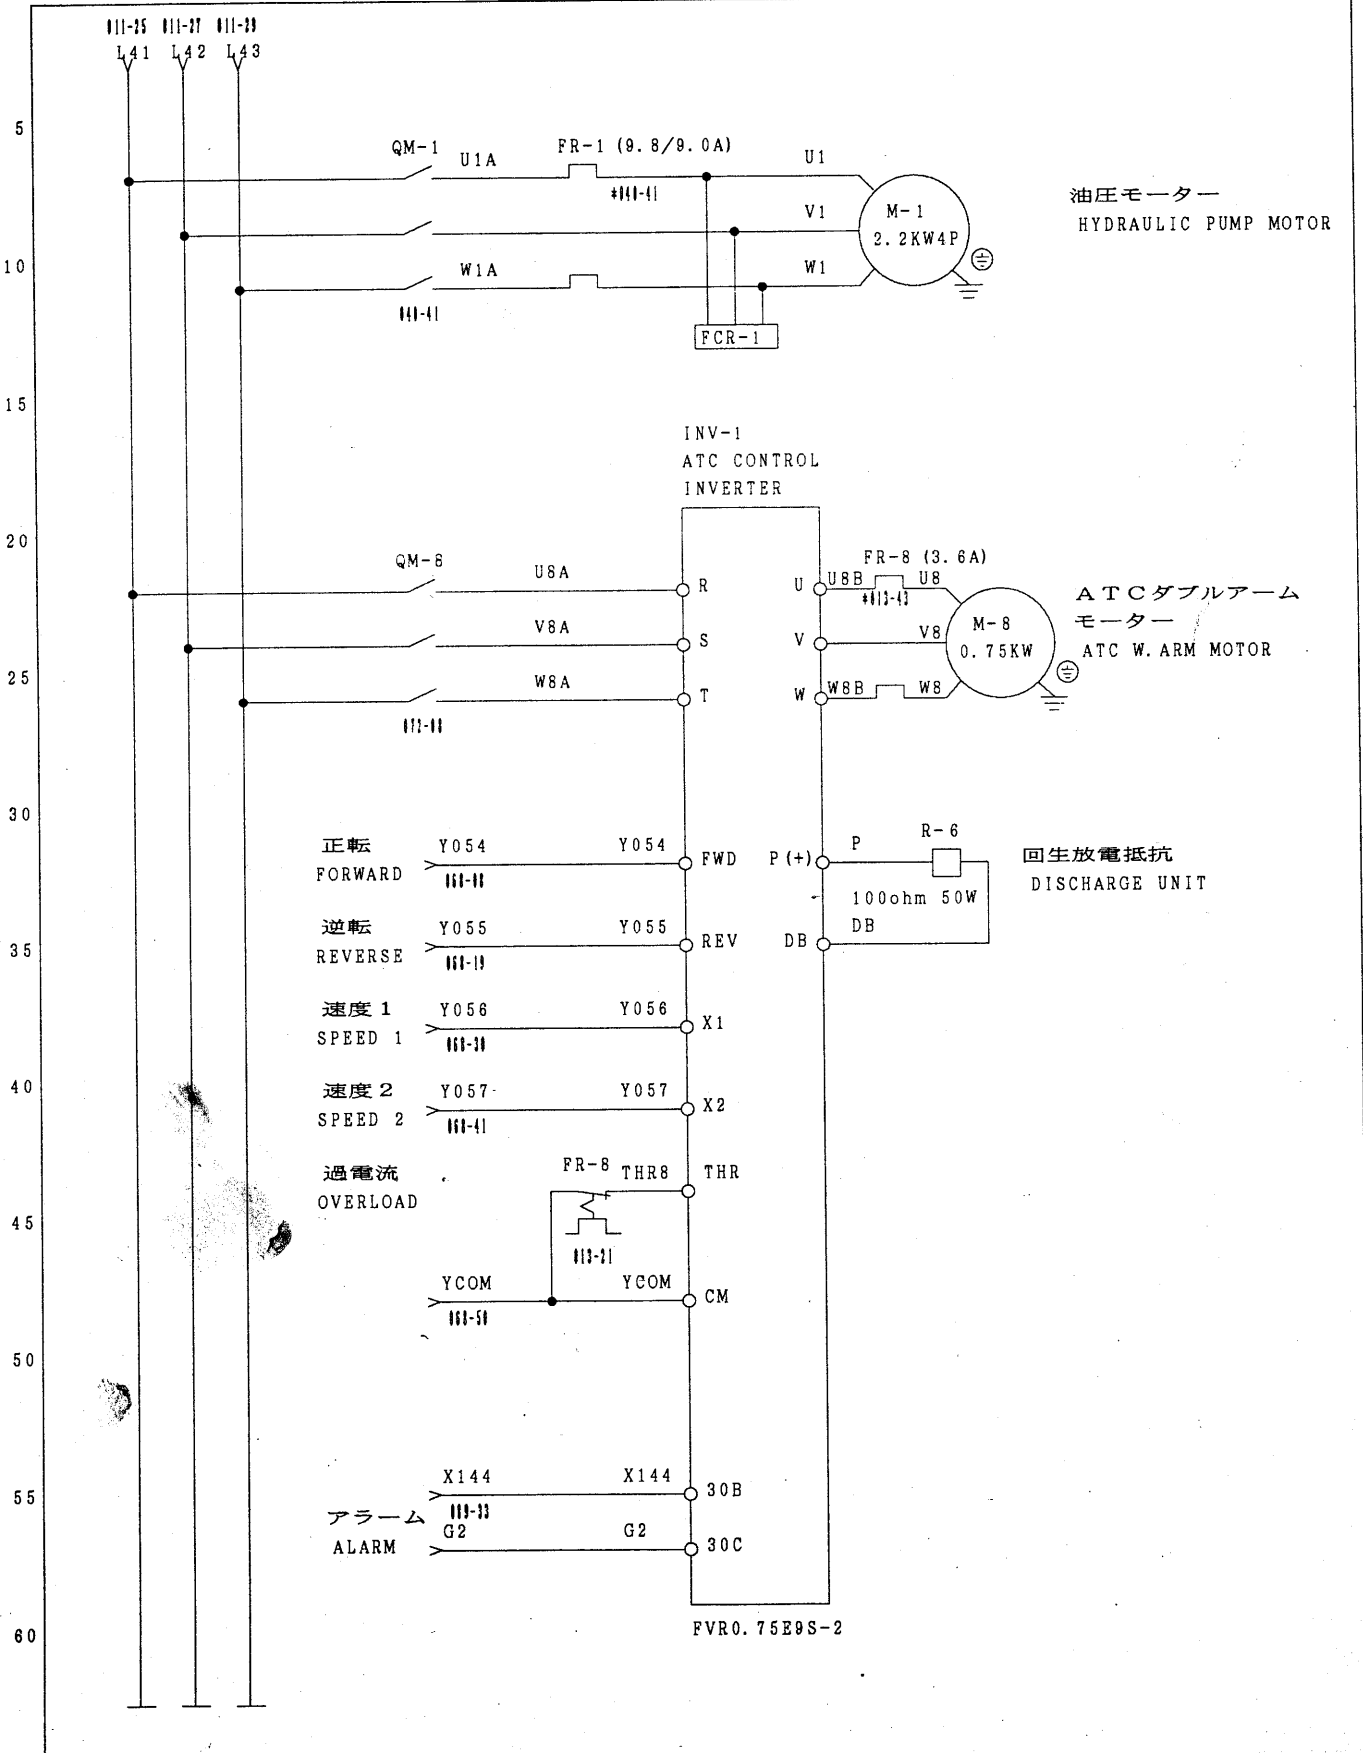 L41 L42 L43
5
QM-1 U1A FR-1 (9.8/9.0A) U1
油圧モーター
HYDRAULIC PUMP MOTOR
V1
M-1
2.2KW4P
10
W1A W1
FCR-1
15
INV-1
ATC CONTROL
INVERTER
20
QM-8 U8A R U U8B FR-8 (3.6A) U8
ATCダブルアーム
モーター
ATC W.ARM MOTOR
V8A S V V8
M-8
0.75KW
25
W8A T W W8B W8
30
正転 Y054 Y054 FWD P(+) P R-6
FORWARD
回生放電抵抗
DISCHARGE UNIT
100ohm 50W
逆転 Y055 Y055 REV DB DB
35
REVERSE
速度1 Y056 Y056 X1
SPEED 1
40
速度2 Y057 Y057 X2
SPEED 2
過電流 FR-8 THR8 THR
OVERLOAD
45
YCOM YCOM CM
50
X144 X144 30B
55
アラーム
G2 G2 30C
ALARM
FVR0.75E9S-2
60